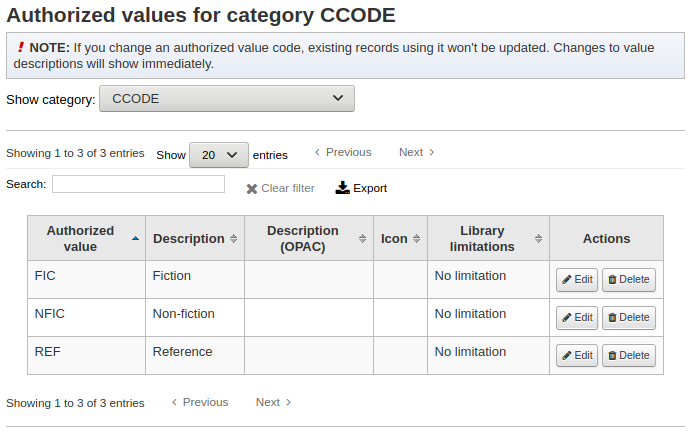 Authorized values for category CCODE
! NOTE: If you change an authorized value code, existing records using it won't be updated. Changes to value
descriptions will show immediately.
Show category: CCODE
Showing 1 to 3 of 3 entries Show 20 entries Previous Next
Search: Clear filter Export
Authorized value Description Description (OPAC) Icon Library limitations Actions
FIC Fiction No limitation Edit Delete
NFIC Non-fiction No limitation Edit Delete
REF Reference No limitation Edit Delete
Showing 1 to 3 of 3 entries Previous Next